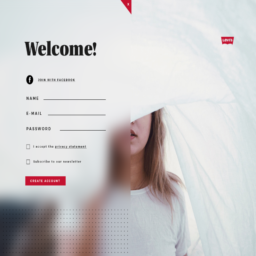 Welcome!
Levi's
JOIN WITH FACEBOOK
NAME
E-MAIL
PASSWORD
I accept the privacy statement
Subscribe to our newsletter
CREATE ACCOUNT